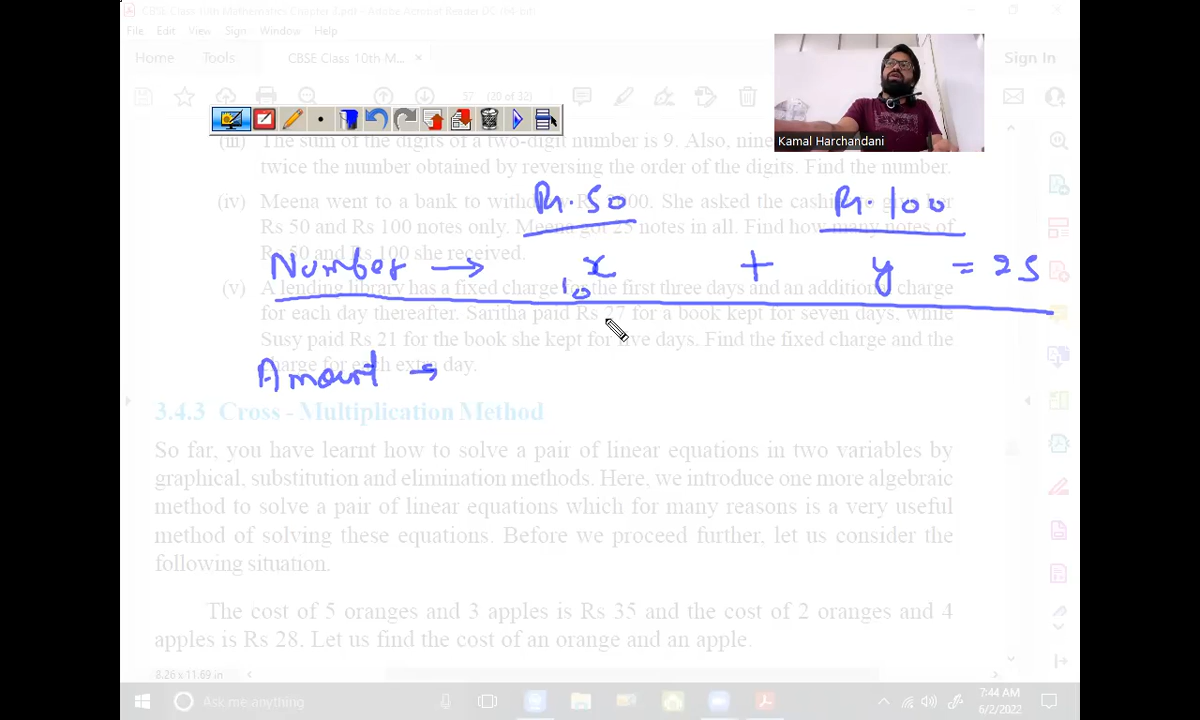 CBSE Class 10th Mathematics Chapter-3.pdf - Adobe Acrobat Reader DC (64-bit)
File Edit View Sign Window Help
Home Tools CBSE Class 10th M... × Sign In
57 (20 of 32)
Kamal Harchandani
(iii) The sum of the digits of a two-digit number is 9. Also, nine
twice the number obtained by reversing the order of the digits. Find the number.
Rs. 50 Rs. 100
(iv) Meena went to a bank to withdraw Rs 2000. She asked the cashier to give her
Rs 50 and Rs 100 notes only. Meena got 25 notes in all. Find how many notes of
Rs 50 and Rs 100 she received.
Number → x + y = 25
10
(v) A lending library has a fixed charge for the first three days and an additional charge
for each day thereafter. Saritha paid Rs 27 for a book kept for seven days, while
Susy paid Rs 21 for the book she kept for five days. Find the fixed charge and the
charge for each extra day.
Amount →
3.4.3 Cross - Multiplication Method
So far, you have learnt how to solve a pair of linear equations in two variables by
graphical, substitution and elimination methods. Here, we introduce one more algebraic
method to solve a pair of linear equations which for many reasons is a very useful
method of solving these equations. Before we proceed further, let us consider the
following situation.
The cost of 5 oranges and 3 apples is Rs 35 and the cost of 2 oranges and 4
apples is Rs 28. Let us find the cost of an orange and an apple.
8.26 x 11.69 in
Ask me anything
7:44 AM
6/2/2022